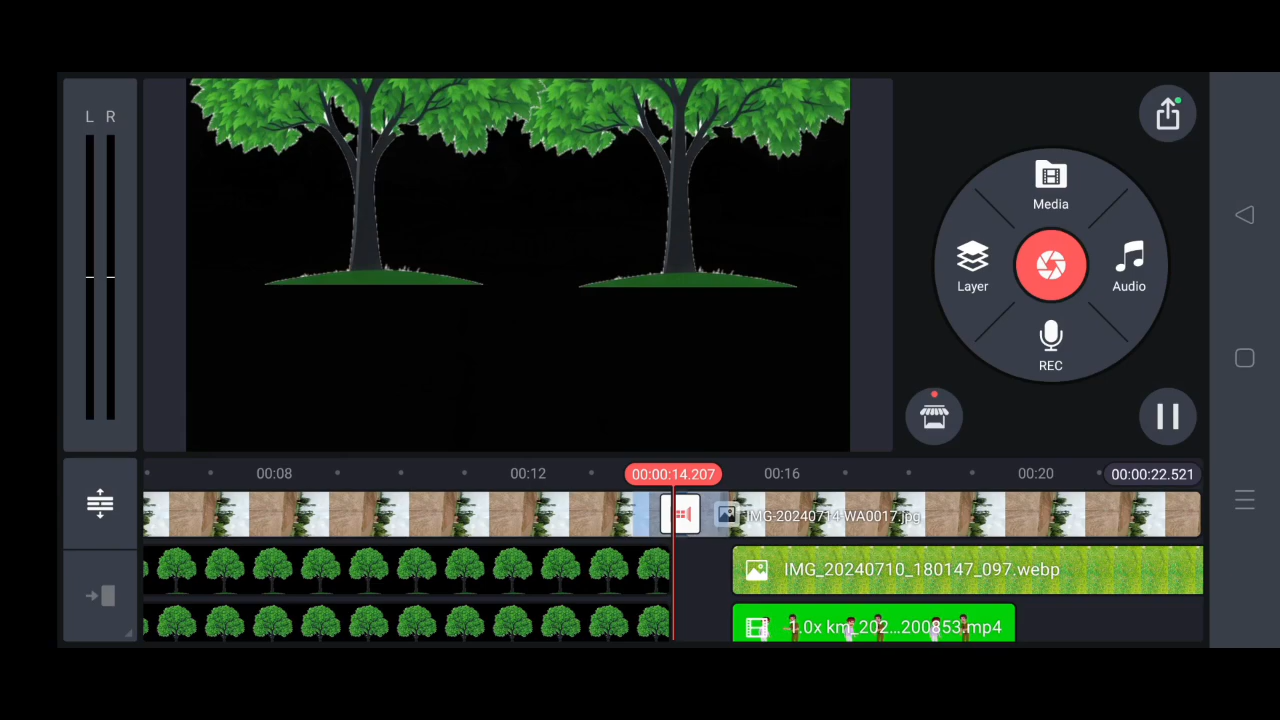 L R
Media
Layer
Audio
REC
00:08
00:12
00:00:14.207
00:16
00:20
00:00:22.521
IMG-20240714-WA0017.jpg
IMG_20240710_180147_097.webp
1.0x km_202...200853.mp4